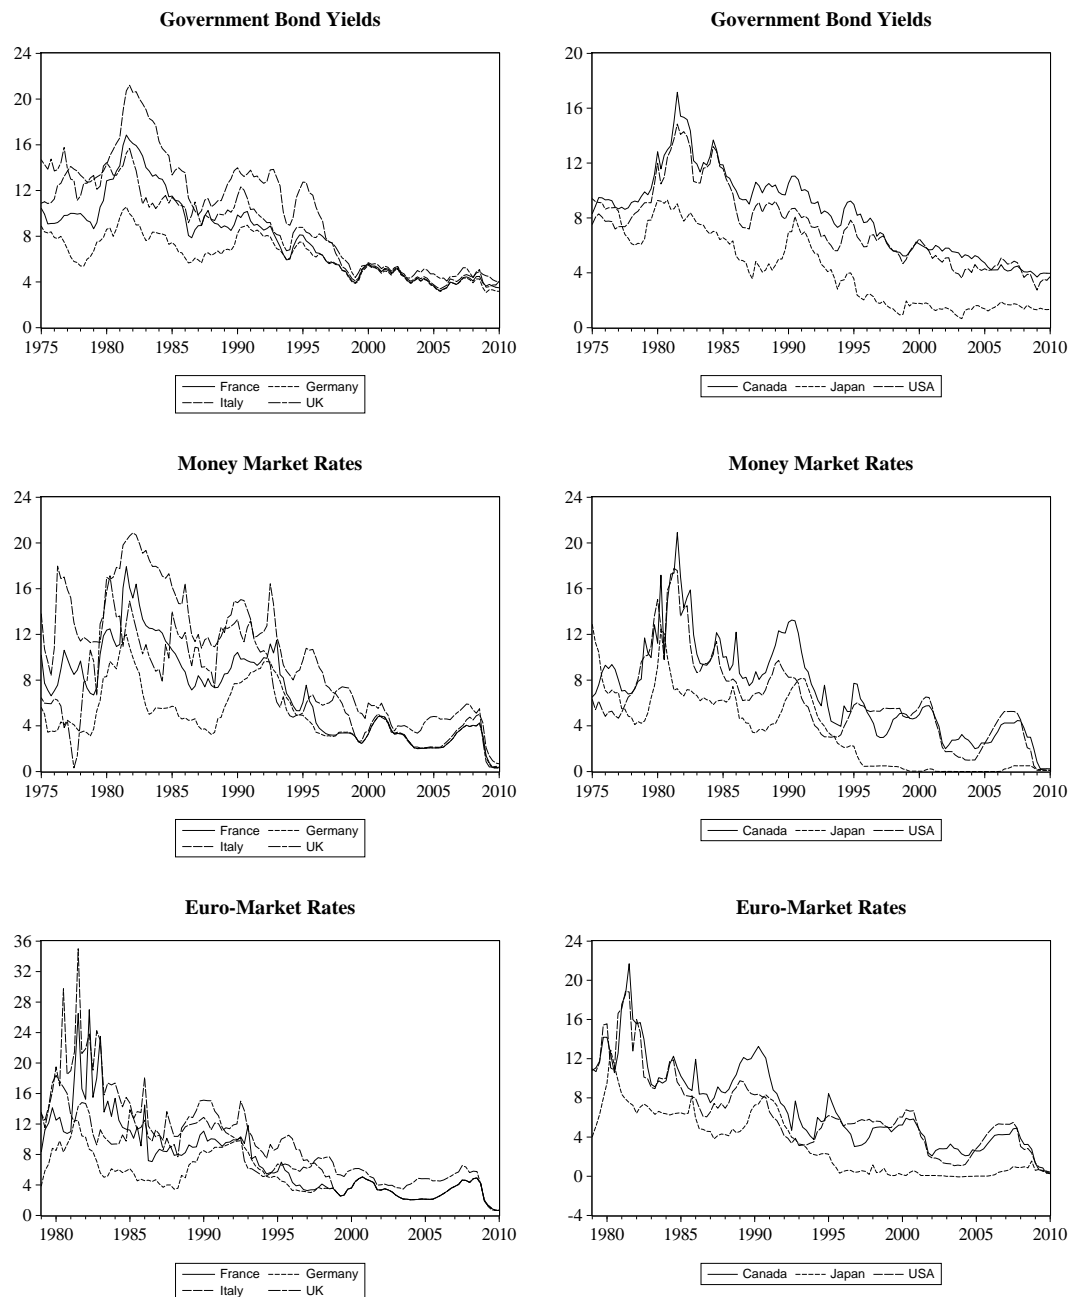 Government Bond Yields
24
20
16
12
8
4
0
1975 1980 1985 1990 1995 2000 2005 2010
France Germany
Italy UK
Government Bond Yields
20
16
12
8
4
0
1975 1980 1985 1990 1995 2000 2005 2010
Canada Japan USA
Money Market Rates
24
20
16
12
8
4
0
1975 1980 1985 1990 1995 2000 2005 2010
France Germany
Italy UK
Money Market Rates
24
20
16
12
8
4
0
1975 1980 1985 1990 1995 2000 2005 2010
Canada Japan USA
Euro-Market Rates
36
32
28
24
20
16
12
8
4
0
1980 1985 1990 1995 2000 2005 2010
France Germany
Italy UK
Euro-Market Rates
24
20
16
12
8
4
0
-4
1980 1985 1990 1995 2000 2005 2010
Canada Japan USA